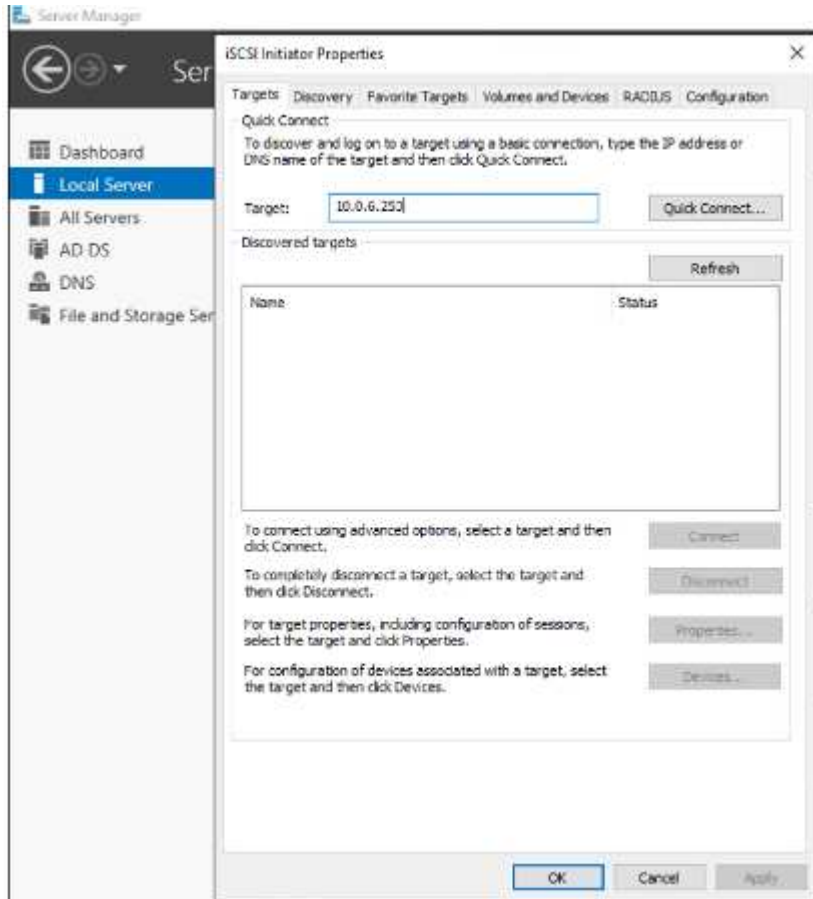 Server Manager
Ser
Dashboard
Local Server
All Servers
AD DS
DNS
File and Storage Ser
iSCSI Initiator Properties
Targets Discovery Favorite Targets Volumes and Devices RADIUS Configuration
Quick Connect
To discover and log on to a target using a basic connection, type the IP address or
DNS name of the target and then click Quick Connect.
Target: 10.0.6.253 Quick Connect...
Discovered targets
Refresh
Name Status
To connect using advanced options, select a target and then
click Connect.
Connect
To completely disconnect a target, select the target and
then click Disconnect.
Disconnect
For target properties, including configuration of sessions,
select the target and click Properties.
Properties...
For configuration of devices associated with a target, select
the target and then click Devices.
Devices...
OK Cancel Apply